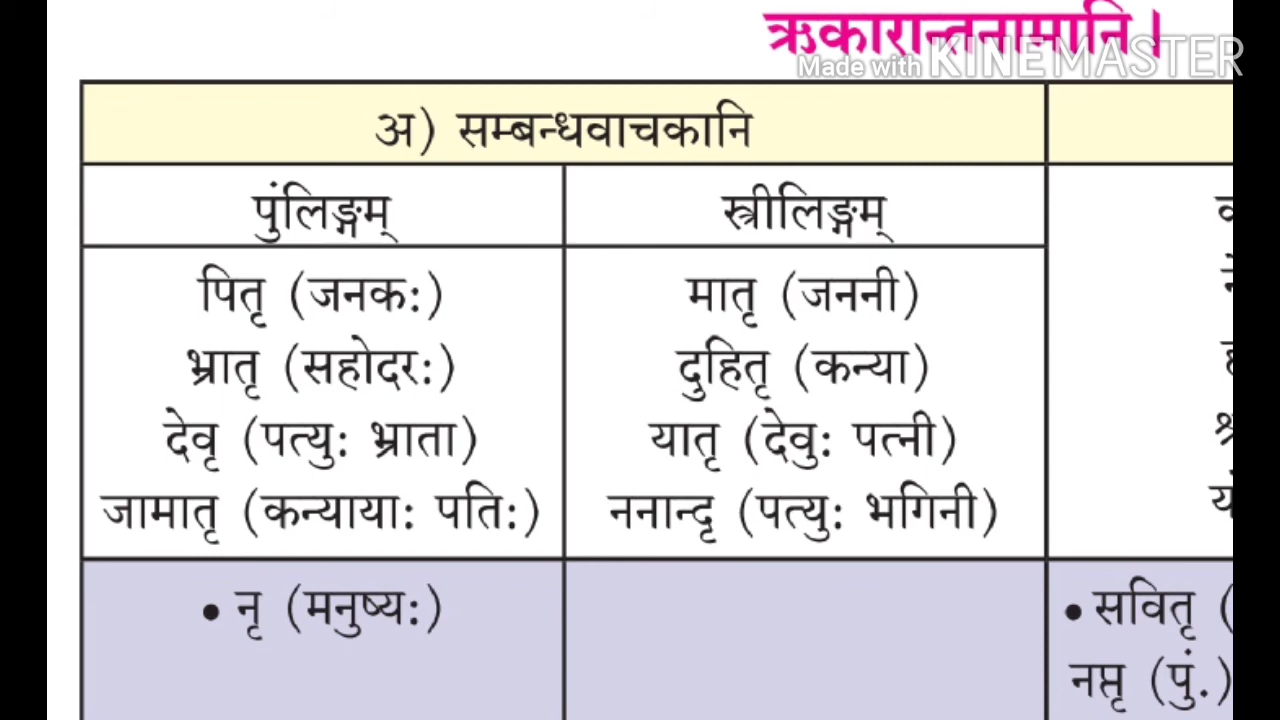 ऋकारान्तनामानि।
Made with KINEMASTER
अ) सम्बन्धवाचकानि
पुंलिङ्गम् स्त्रीलिङ्गम्
पितृ (जनकः) मातृ (जननी)
भ्रातृ (सहोदरः) दुहितृ (कन्या)
देवृ (पत्युः भ्राता) यातृ (देवुः पत्नी)
जामातृ (कन्यायाः पतिः) ननान्दृ (पत्युः भगिनी)
• नृ (मनुष्यः) • सवितृ (
नप्तृ (पुं.)